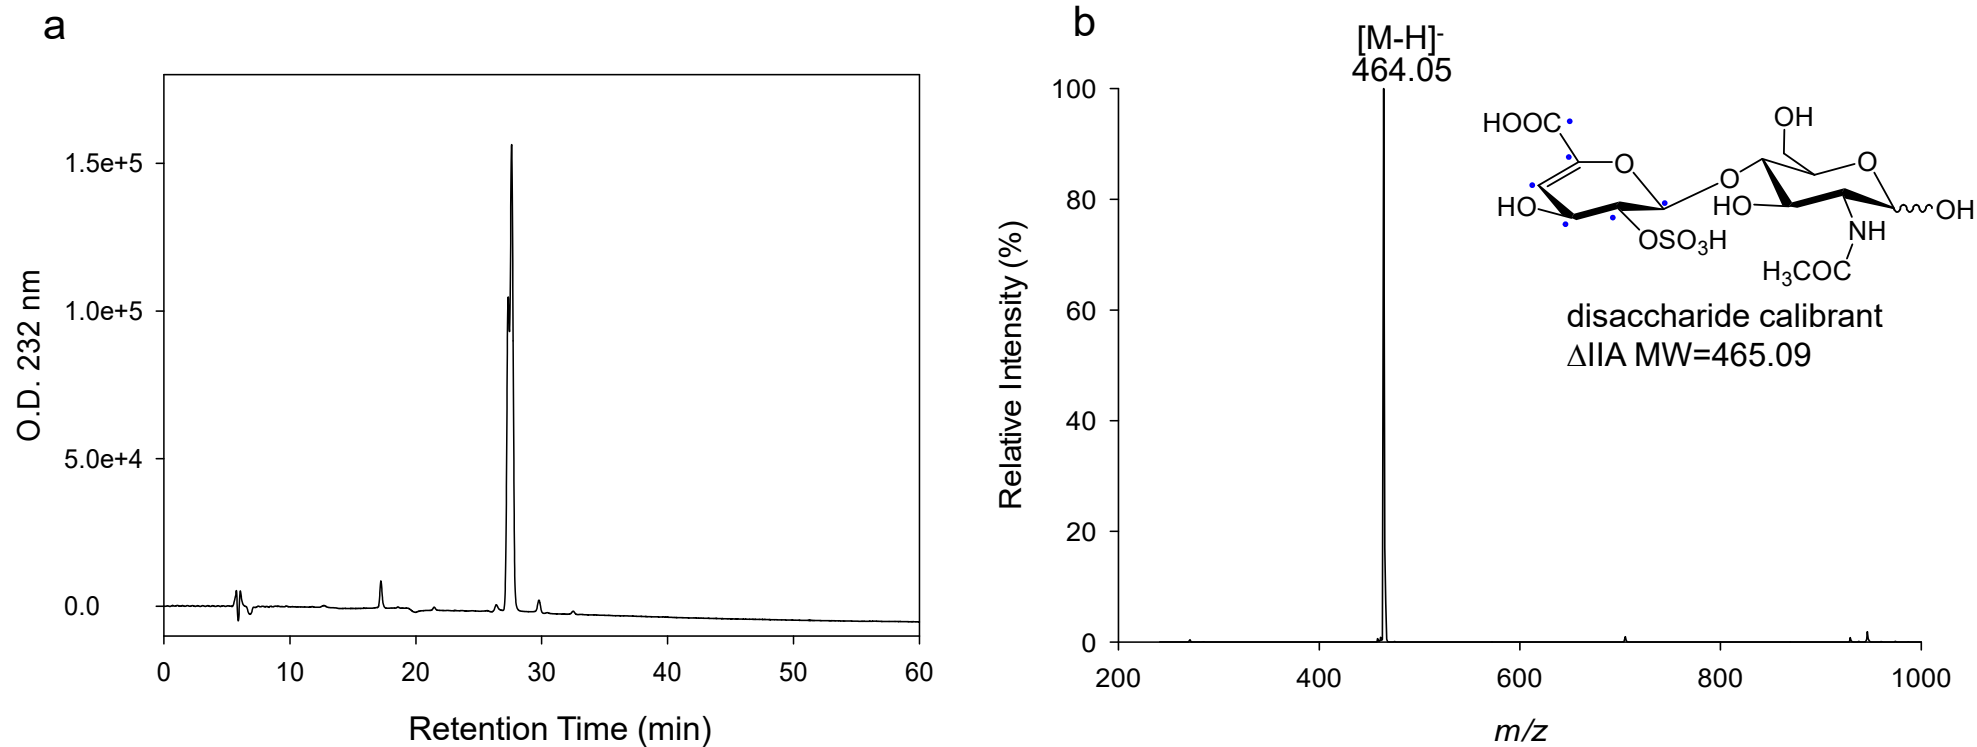 a
O.D. 232 nm
1.5e+5
1.0e+5
5.0e+4
0.0
0 10 20 30 40 50 60
Retention Time (min)
b
[M-H]-
464.05
Relative Intensity (%)
100
80
60
40
20
0
200 400 600 800 1000
m/z
HOOC
O
HO
OSO3H
O
OH
O
HO
OH
NH
H3COC
disaccharide calibrant
ΔIIA MW=465.09